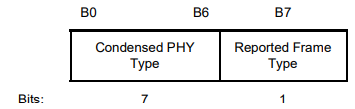 B0 B6 B7
Condensed PHY Reported Frame
Type Type
Bits: 7 1